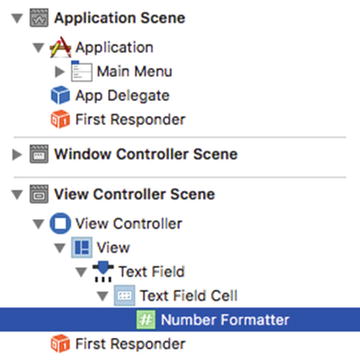 Application Scene
Application
Main Menu
App Delegate
First Responder
Window Controller Scene
View Controller Scene
View Controller
View
Text Field
Text Field Cell
# Number Formatter
First Responder